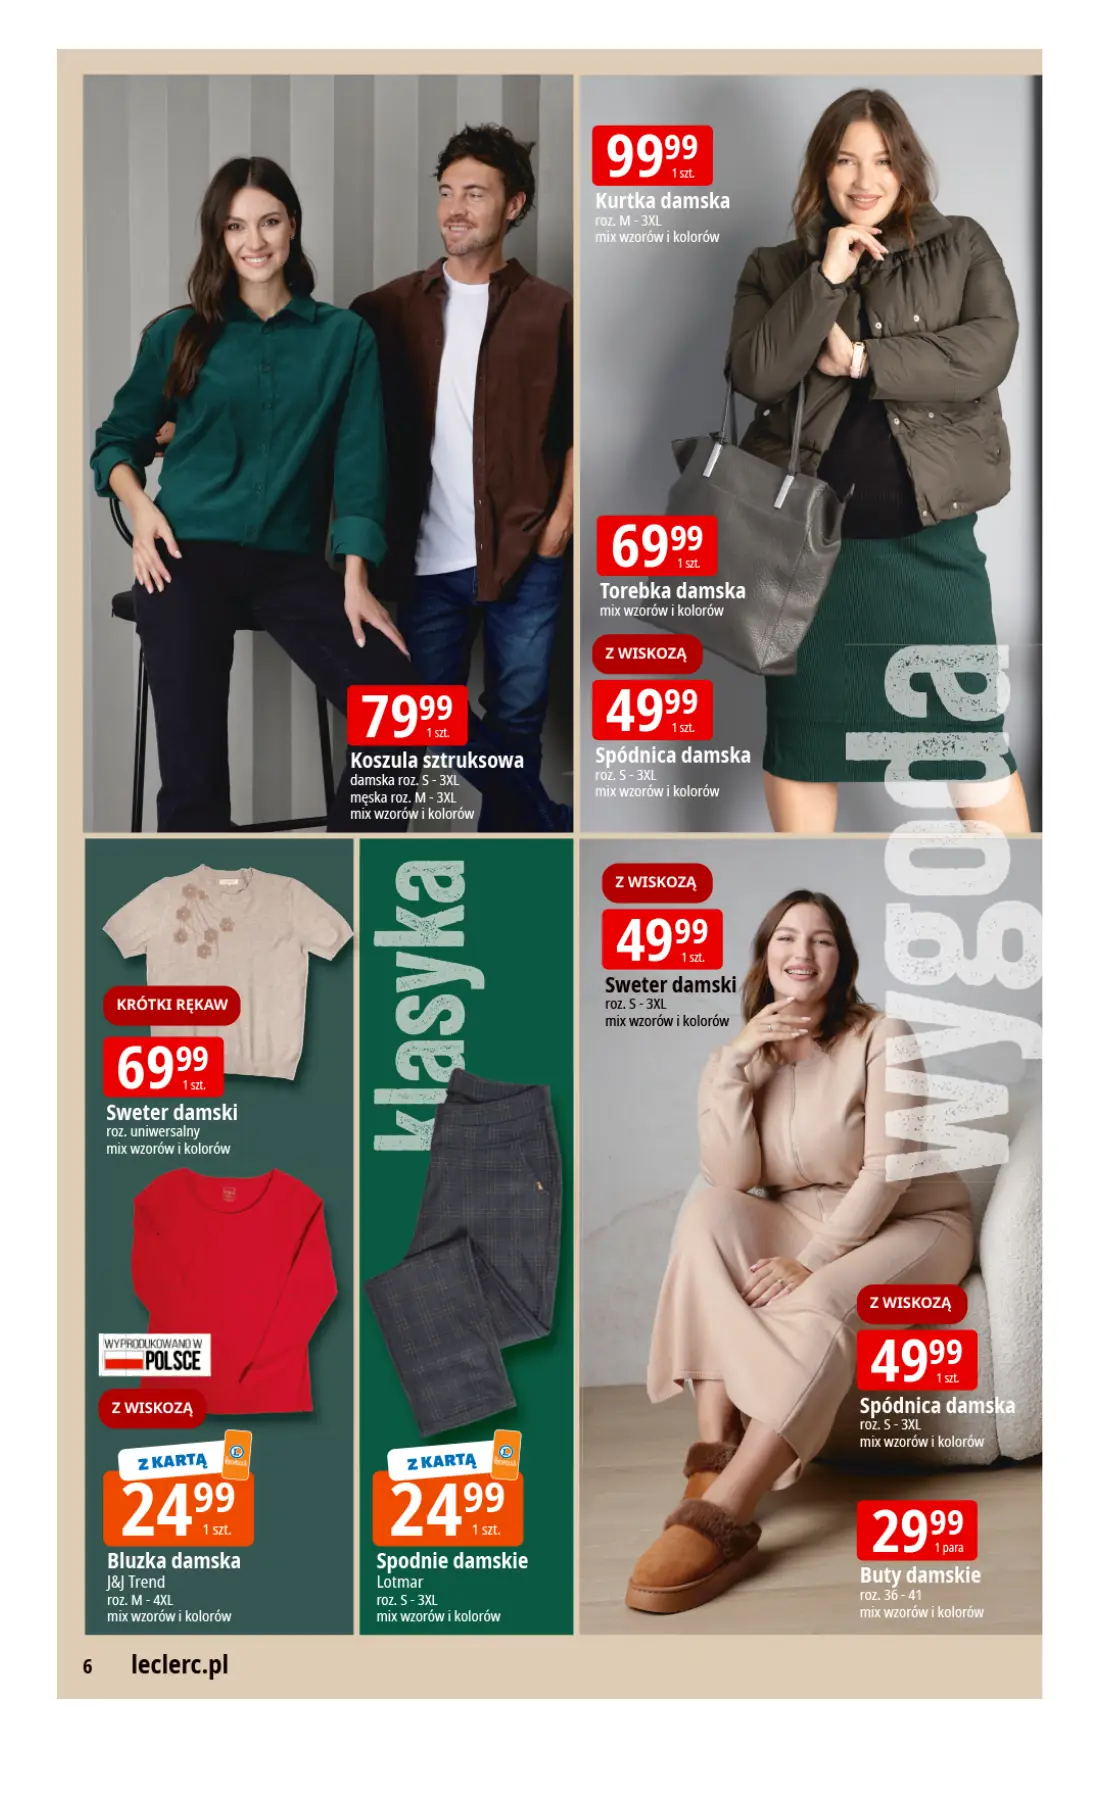 79 99
1 szt.
Koszula sztruksowa
damska roz. S - 3XL
męska roz. M - 3XL
mix wzorów i kolorów
99 99
1 szt.
Kurtka damska
roz. M - 3XL
mix wzorów i kolorów
69 99
1 szt.
Torebka damska
mix wzorów i kolorów
Z WISKOZĄ
49 99
1 szt.
Spódnica damska
roz. S - 3XL
mix wzorów i kolorów
wygoda
KRÓTKI RĘKAW
69 99
1 szt.
Sweter damski
roz. uniwersalny
mix wzorów i kolorów
WYPRODUKOWANO W
POLSCE
Z WISKOZĄ
Z KARTĄ
24 99
1 szt.
Bluzka damska
J&J Trend
roz. M - 4XL
mix wzorów i kolorów
klasyka
Z KARTĄ
24 99
1 szt.
Spodnie damskie
Lotmar
roz. S - 3XL
mix wzorów i kolorów
Z WISKOZĄ
49 99
1 szt.
Sweter damski
roz. S - 3XL
mix wzorów i kolorów
Z WISKOZĄ
49 99
1 szt.
Spódnica damska
roz. S - 3XL
mix wzorów i kolorów
29 99
1 para
Buty damskie
roz. 36 - 41
mix wzorów i kolorów
6 leclerc.pl